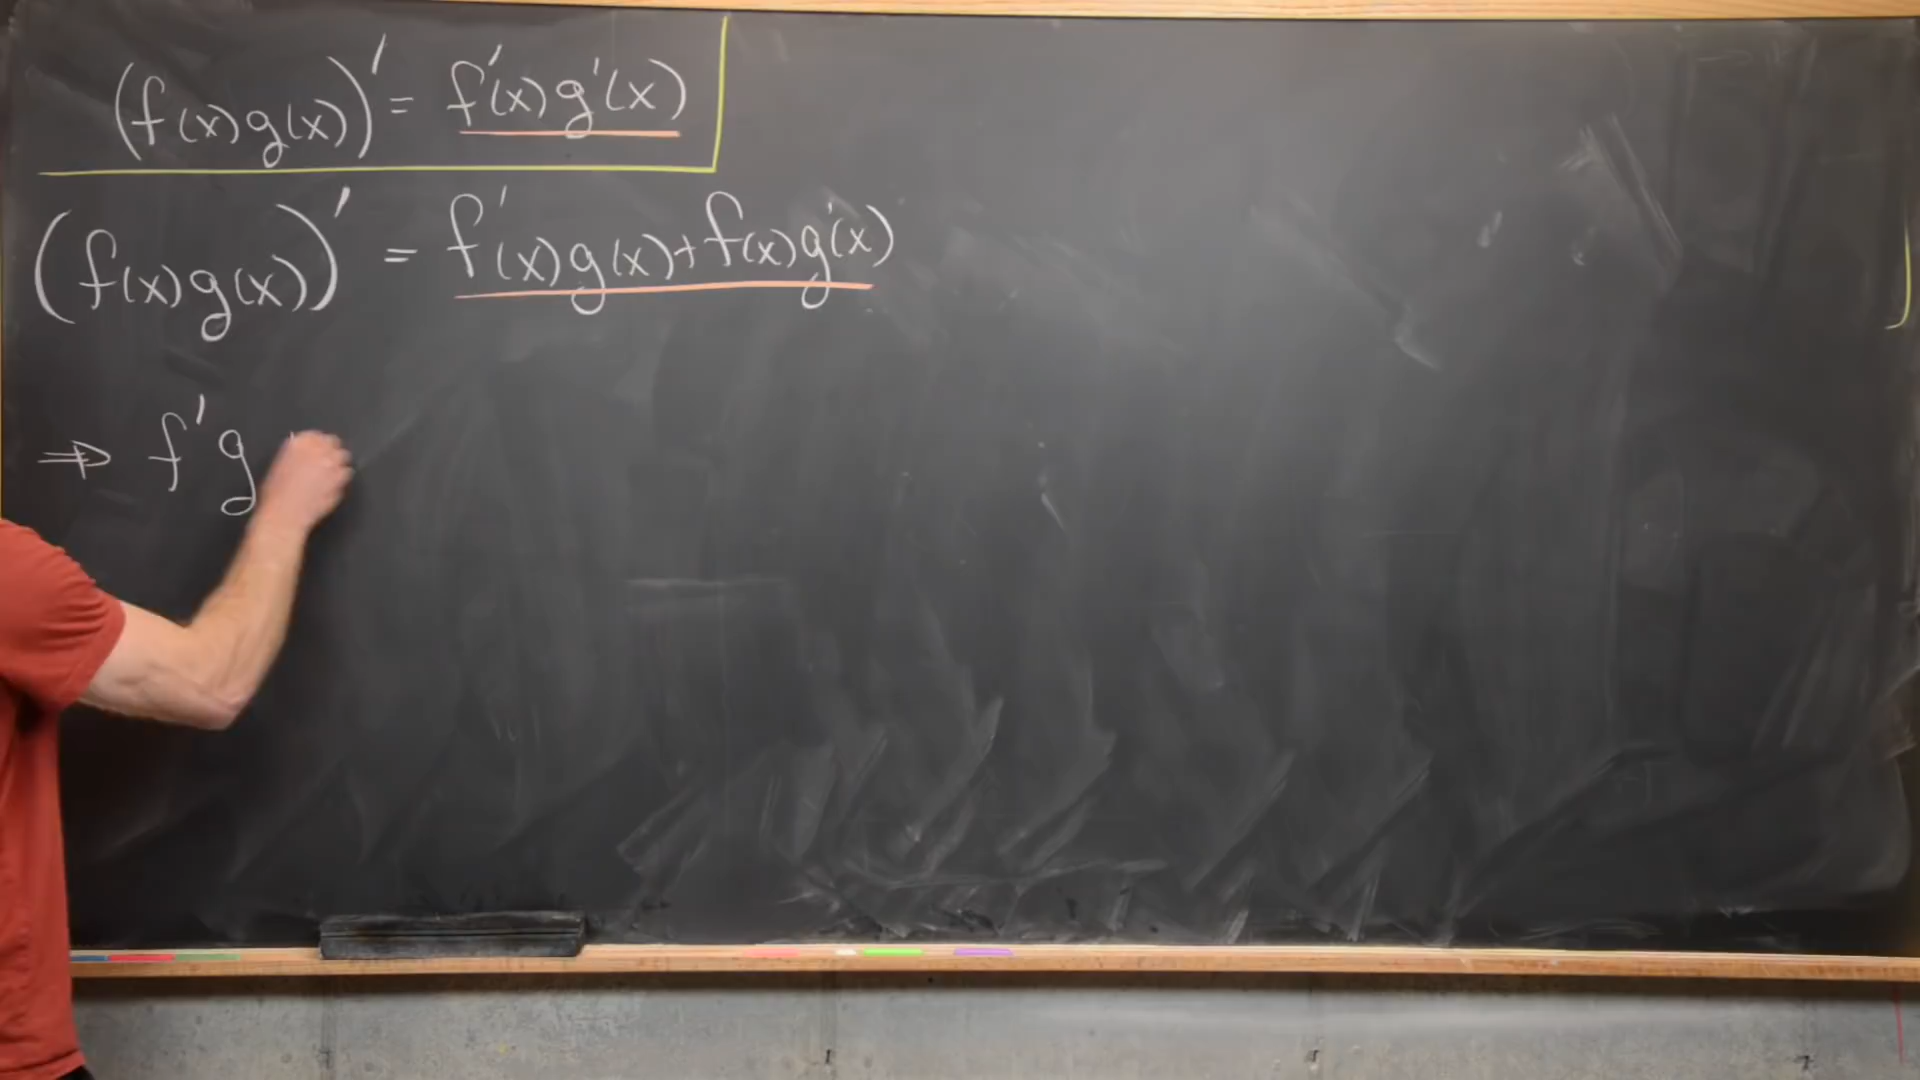 (f(x)g(x))' = f'(x)g'(x)
(f(x)g(x))' = f'(x)g(x)+f(x)g'(x)
⇒ f'g